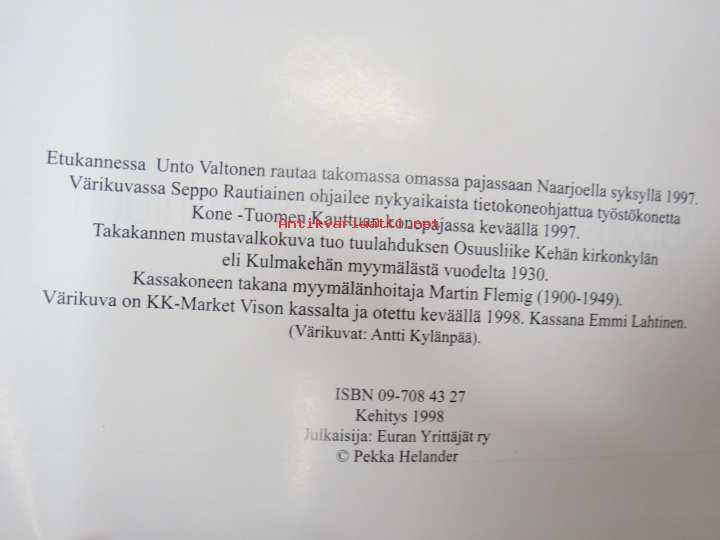 Etukannessa Unto Valtonen rautaa takomassa omassa pajassaan Naarjoella syksyllä 1997.
Värikuvassa Seppo Rautiainen ohjailee nykyaikaista tietokoneohjattua työstökonetta
Kone -Tuomen Kauttuan konepajassa keväällä 1997.
Antikvariaattori.opt
Takakannen mustavalkokuva tuo tuulahduksen Osuusliike Kehän kirkonkylän
eli Kulmakehän myymälästä vuodelta 1930.
Kassakoneen takana myymälänhoitaja Martin Flemig (1900-1949).
Värikuva on KK-Market Vison kassalta ja otettu keväällä 1998. Kassana Emmi Lahtinen.
(Värikuvat: Antti Kylänpää).
ISBN 09-708 43 27
Kehitys 1998
Julkaisija: Euran Yrittäjät ry
© Pekka Helander